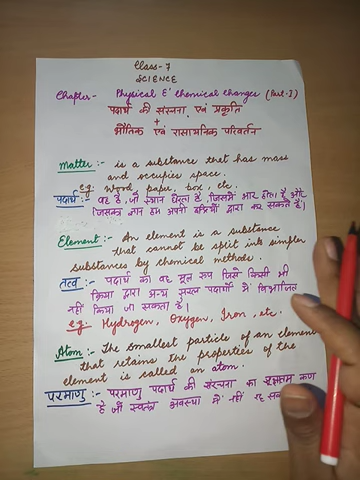 Class - 7
SCIENCE
Chapter - Physical & Chemical Changes (Part-I)
पदार्थ की संरचना एवं प्रकृति
+
भौतिक एवं रासायनिक परिवर्तन
Matter :- is a substance that has mass
and occupies space.
eg: Wood, paper, box, etc.
पदार्थ :- वह है, जो स्थान घेरता है, जिसमें भार होता है और
जिसका ज्ञान हम अपनी इंद्रियों द्वारा कर सकते हैं।
Element :- An element is a substance
that cannot be split into simpler
substances by chemical methods.
तत्व :- पदार्थ का वह मूल रूप जिसे किसी भी
क्रिया द्वारा अन्य सरल पदार्थों में विभाजित
नहीं किया जा सकता है।
eg: Hydrogen, Oxygen, Iron, etc.
Atom :- The smallest particle of an element
that retains the properties of the
element is called an atom.
परमाणु :- परमाणु पदार्थ की संरचना का सूक्ष्मतम कण
है जो स्वतंत्र अवस्था में नहीं रह